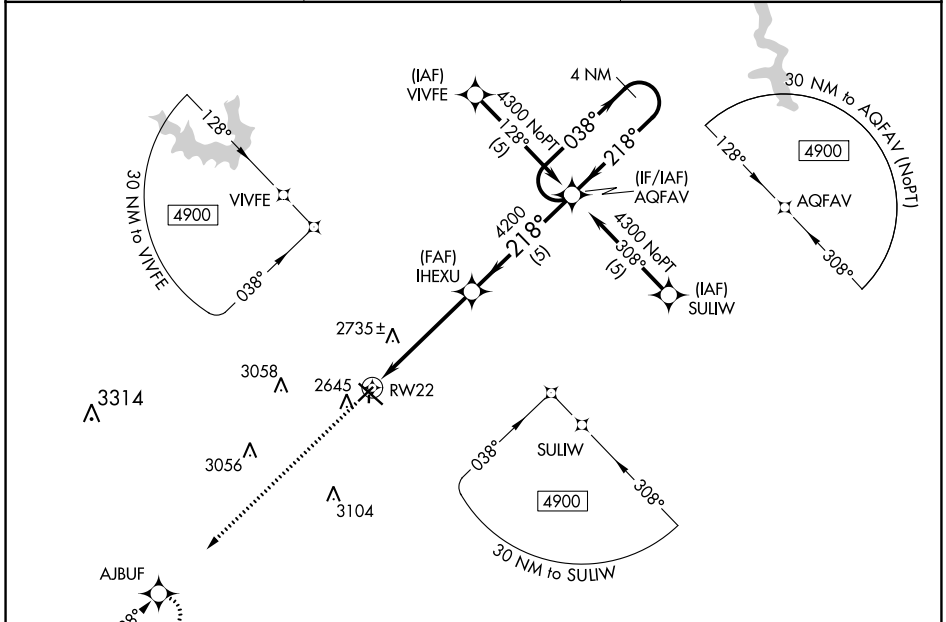 (IAF)
VIVFE
4 NM
4300 NoPT
128°
(5)
038°
218°
(IF/IAF)
AQFAV
4200
218°
(5)
4300 NoPT
308°
(5)
(IAF)
SULIW
(FAF)
IHEXU
128°
VIVFE
4900
30 NM to VIVFE
038°
30 NM to AQFAV (NoPT)
4900
128°
AQFAV
308°
2735±
3058
2645
RW22
3314
3056
3104
038°
SULIW
308°
4900
30 NM to SULIW
AJBUF